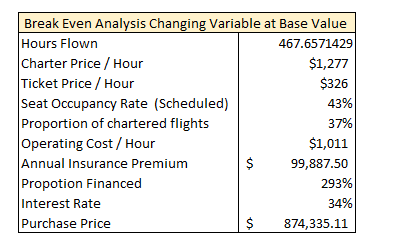 Break Even Analysis Changing Variable at Base Value
Hours Flown 467.6571429
Charter Price / Hour $1,277
Ticket Price / Hour $326
Seat Occupancy Rate (Scheduled) 43%
Proportion of chartered flights 37%
Operating Cost / Hour $1,011
Annual Insurance Premium $ 99,887.50
Propotion Financed 293%
Interest Rate 34%
Purchase Price $ 874,335.11